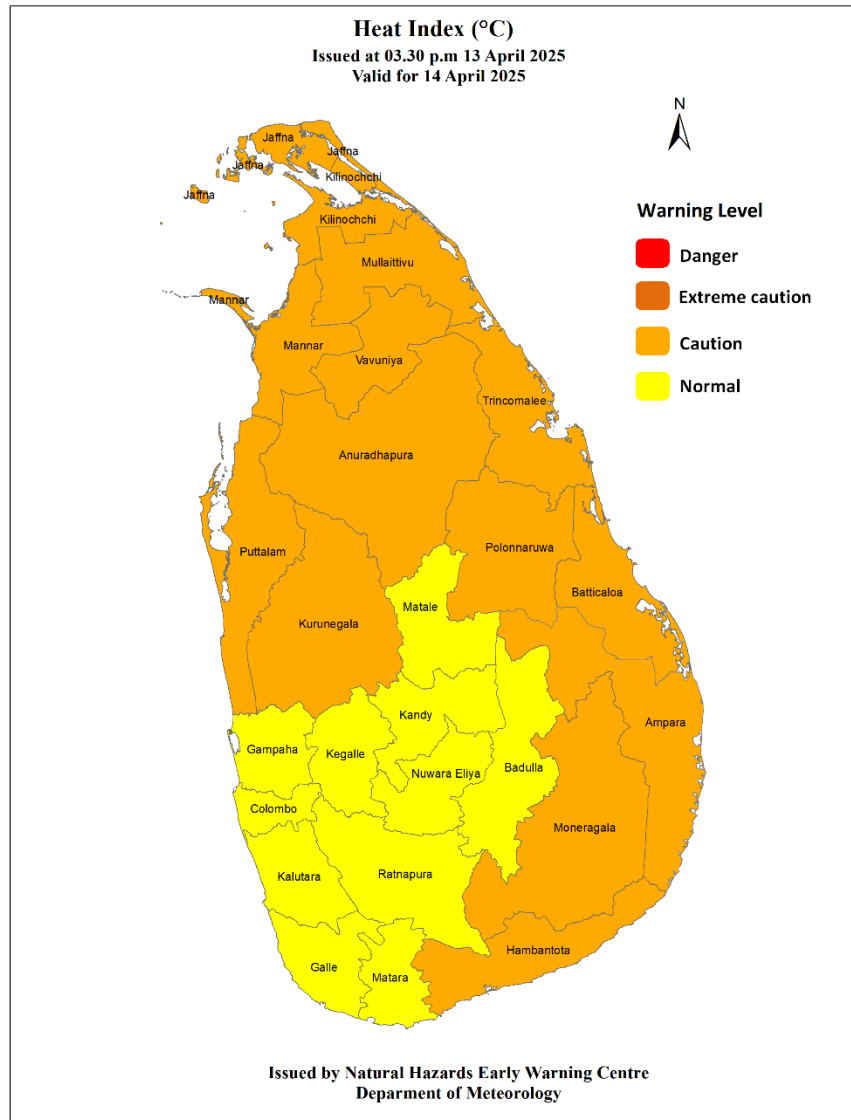 Heat Index (°C)
Issued at 03.30 p.m 13 April 2025
Valid for 14 April 2025
N
Jaffna
Jaffna
Jaffna
Kilinochchi
Jaffna
Kilinochchi
Warning Level
Danger
Extreme caution
Caution
Normal
Mullaittivu
Mannar
Mannar
Vavuniya
Trincomalee
Anuradhapura
Puttalam
Polonnaruwa
Batticaloa
Matale
Kurunegala
Kandy
Ampara
Gampaha
Kegalle
Nuwara Eliya
Badulla
Colombo
Moneragala
Kalutara
Ratnapura
Hambantota
Galle
Matara
Issued by Natural Hazards Early Warning Centre
Deparment of Meteorology